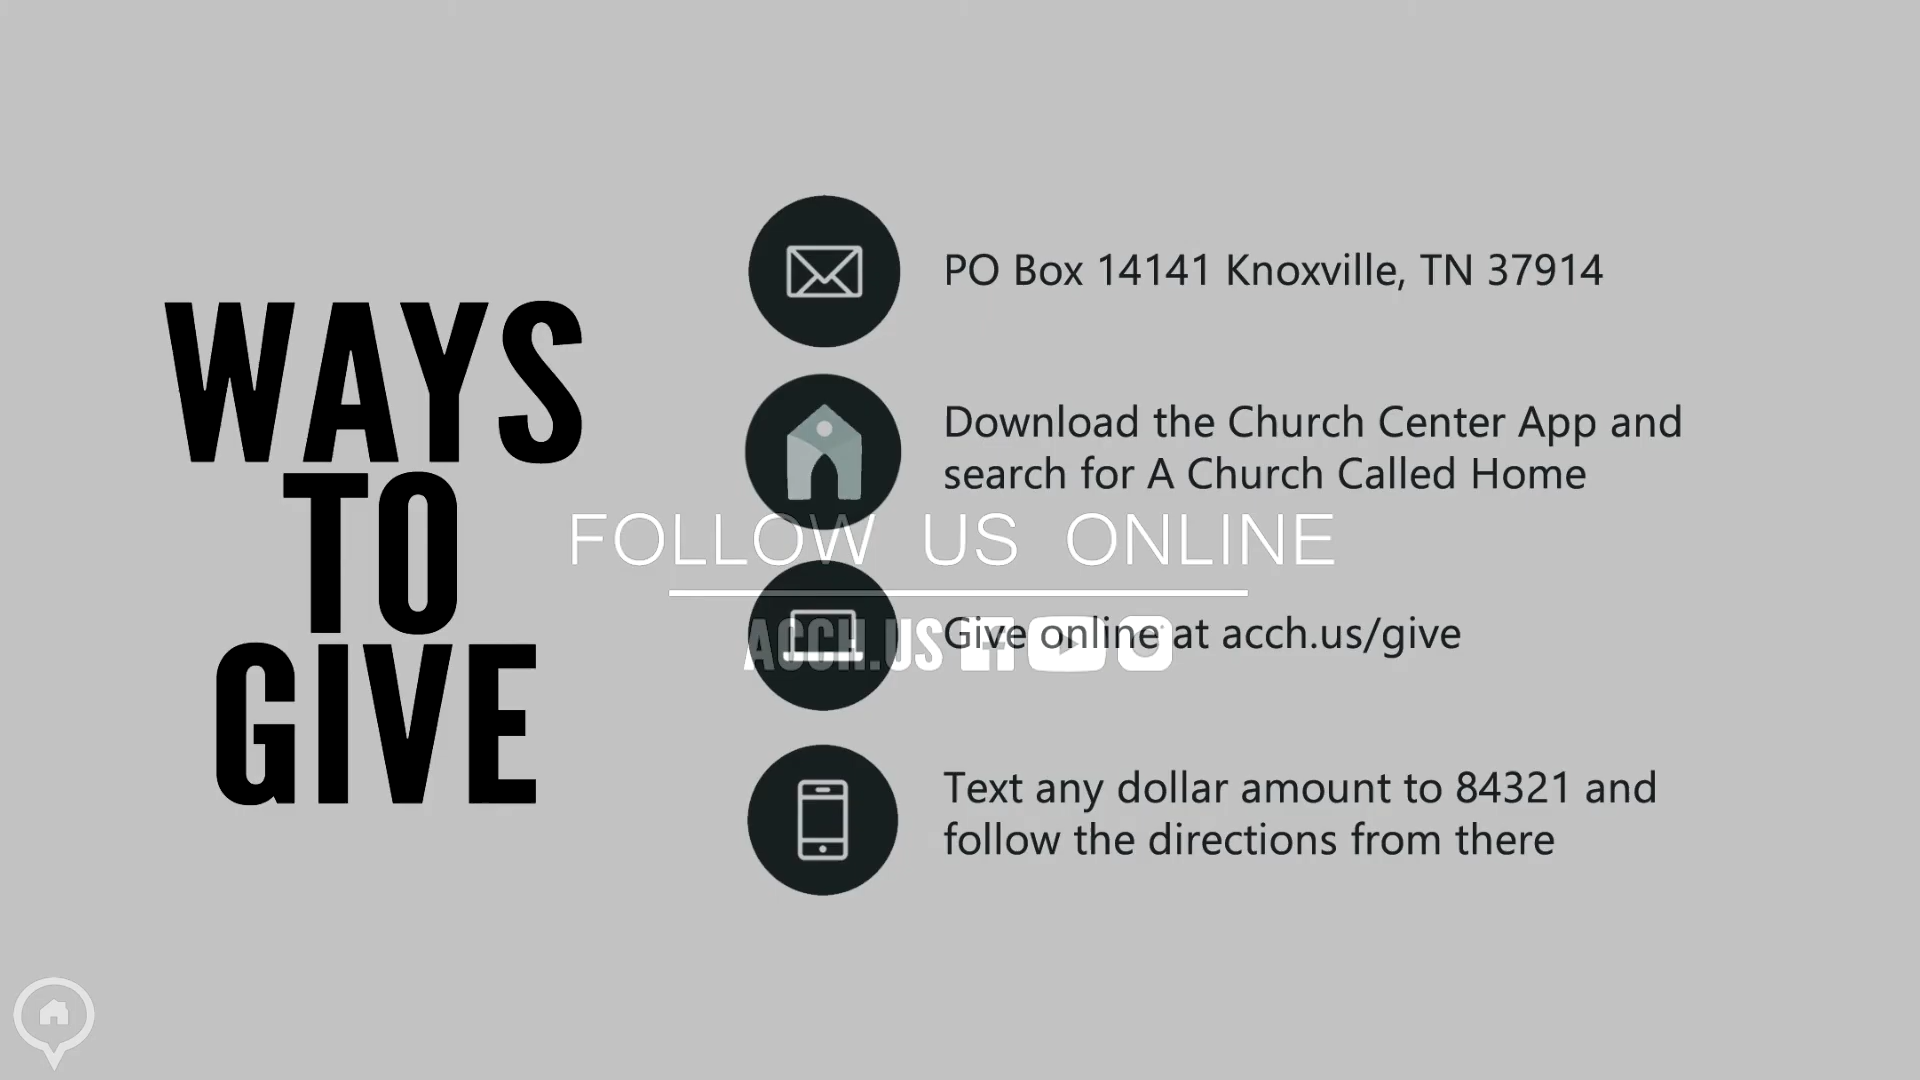 WAYS
TO
GIVE
PO Box 14141 Knoxville, TN 37914
Download the Church Center App and
search for A Church Called Home
FOLLOW US ONLINE
ACCH.US
Give online at acch.us/give
Text any dollar amount to 84321 and
follow the directions from there